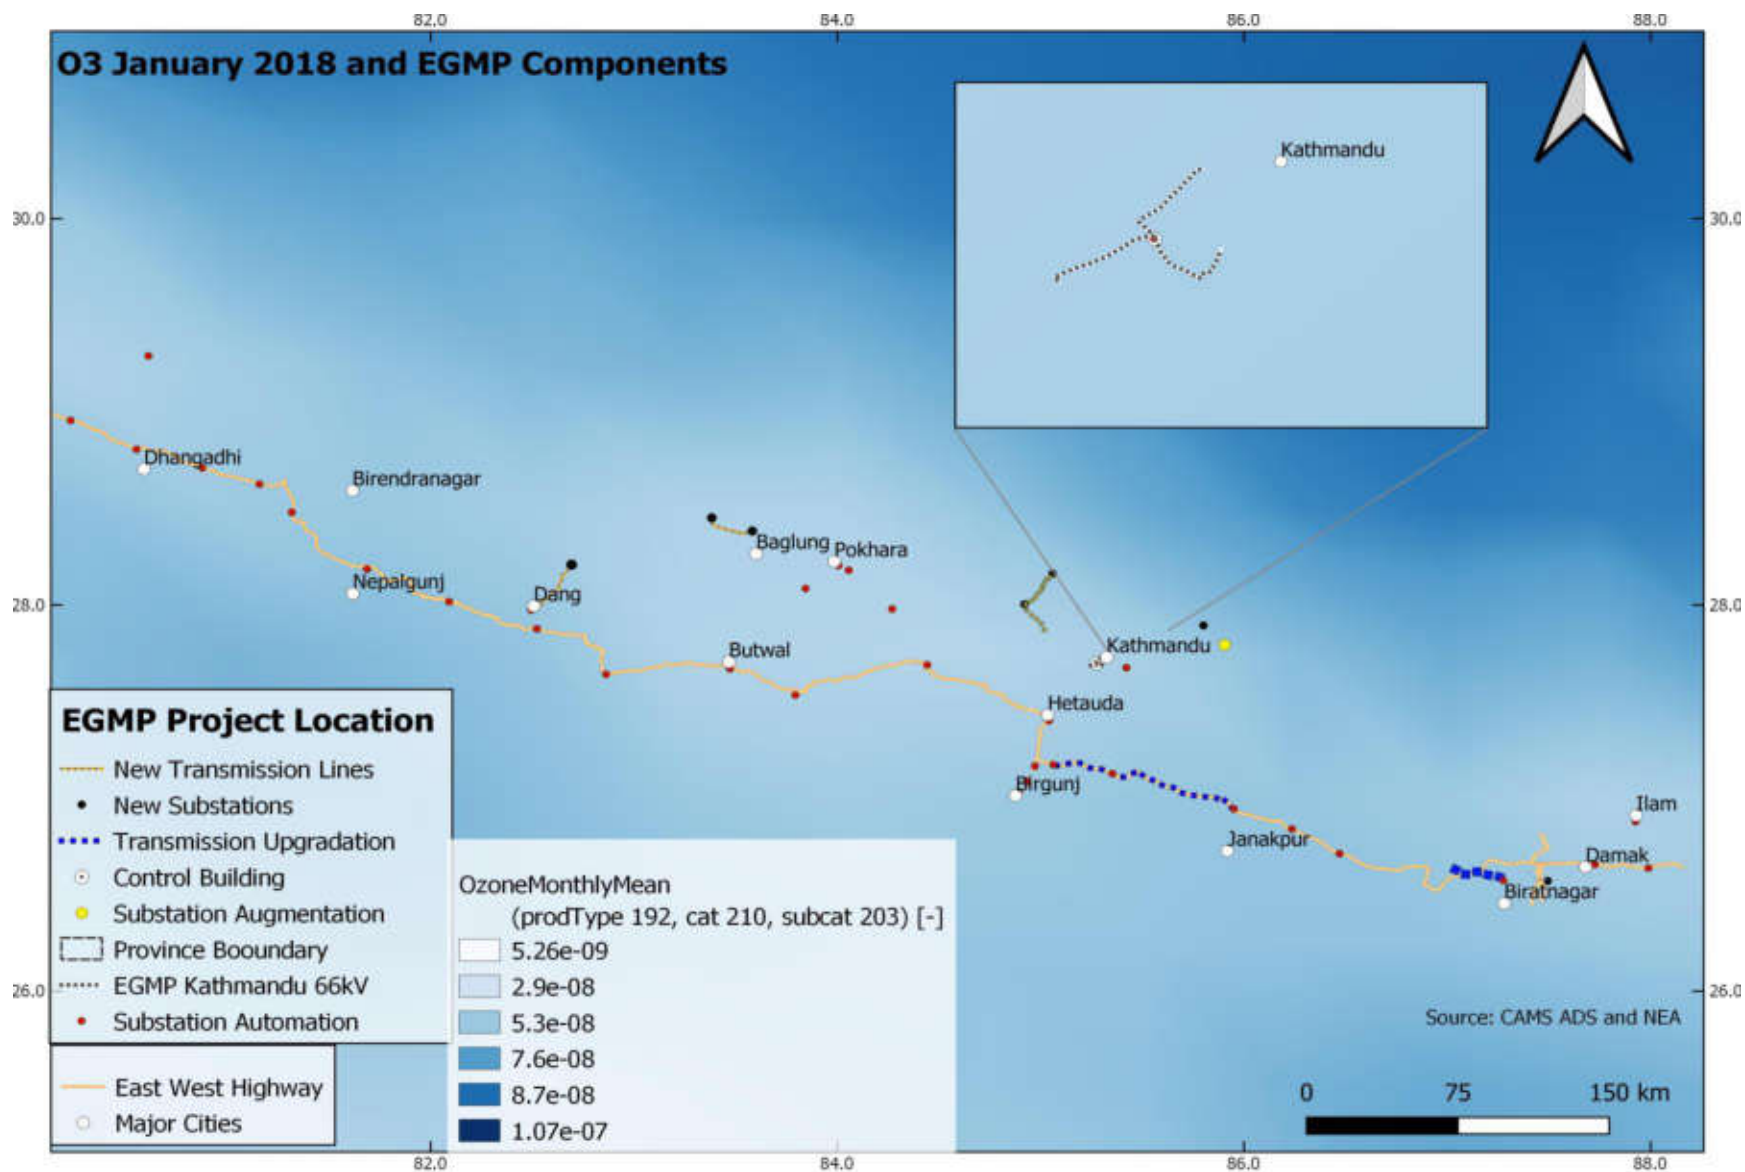 82.0
84.0
86.0
88.0
O3 January 2018 and EGMP Components
Kathmandu
30.0
30.0
Dhangadhi
Birendranagar
Baglung
Pokhara
Nepalgunj
Dang
28.0
28.0
Kathmandu
Butwal
Hetauda
Birgunj
Ilam
Janakpur
Damak
Biratnagar
EGMP Project Location
New Transmission Lines
New Substations
Transmission Upgradation
Control Building
Substation Augmentation
Province Booundary
EGMP Kathmandu 66kV
Substation Automation
East West Highway
Major Cities
OzoneMonthlyMean
(prodType 192, cat 210, subcat 203) [-]
5.26e-09
2.9e-08
5.3e-08
7.6e-08
8.7e-08
1.07e-07
26.0
26.0
Source: CAMS ADS and NEA
0 75 150 km
82.0
84.0
86.0
88.0